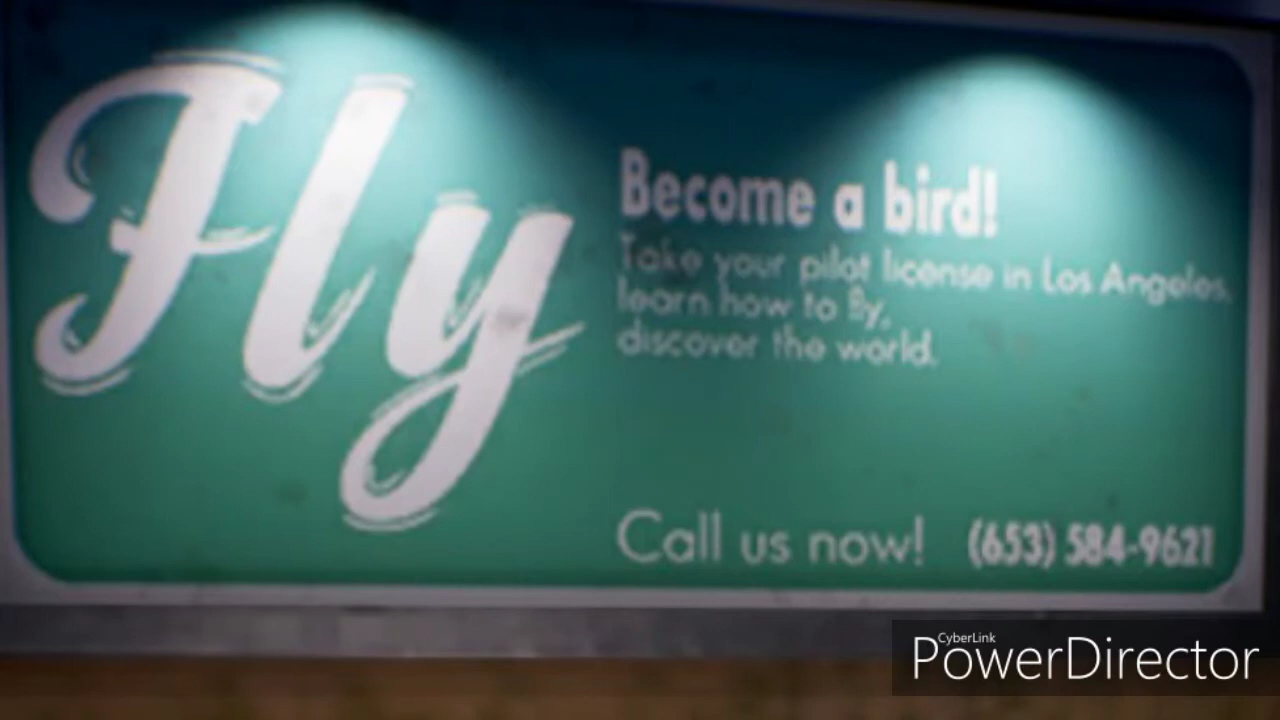 Fly
Become a bird!
Take your pilot license in Los Angeles,
learn how to fly,
discover the world.
Call us now! (653) 584-9621
CyberLink
PowerDirector